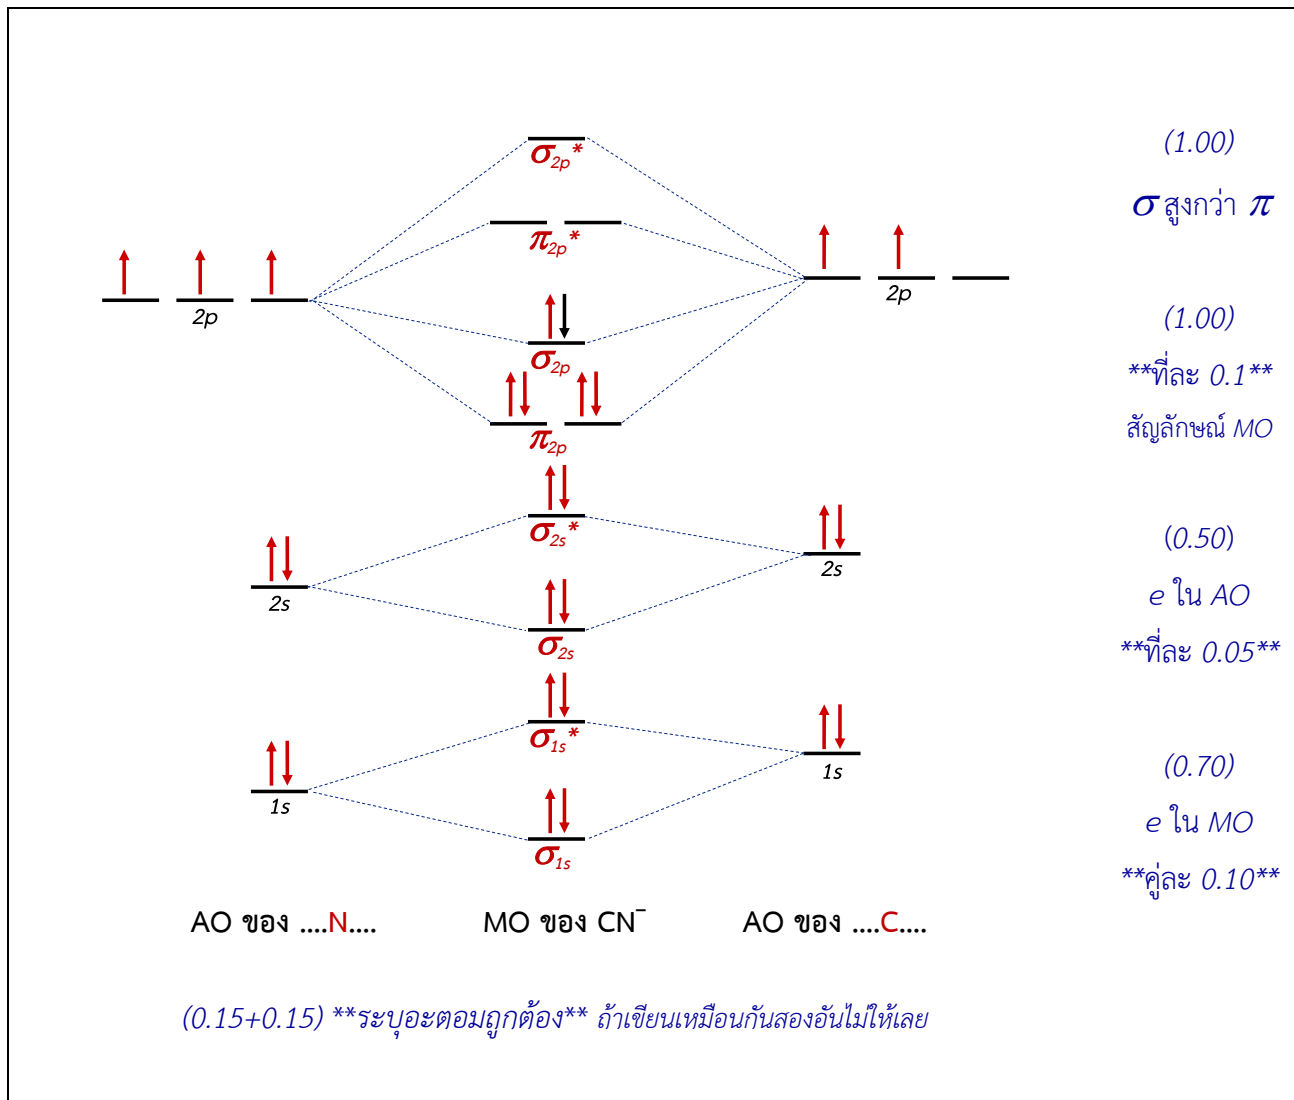 σ2p*
(1.00)
σ สูงกว่า π
π2p*
2p
2p
σ2p
(1.00)
**ที่ละ 0.1**
สัญลักษณ์ MO
π2p
σ2s*
2s
2s
(0.50)
e ใน AO
**ที่ละ 0.05**
σ2s
σ1s*
1s
1s
(0.70)
e ใน MO
**คู่ละ 0.10**
σ1s
AO ของ ....N.... MO ของ CN⁻ AO ของ ....C....
(0.15+0.15) **ระบุอะตอมถูกต้อง** ถ้าเขียนเหมือนกันสองอันไม่ให้เลย